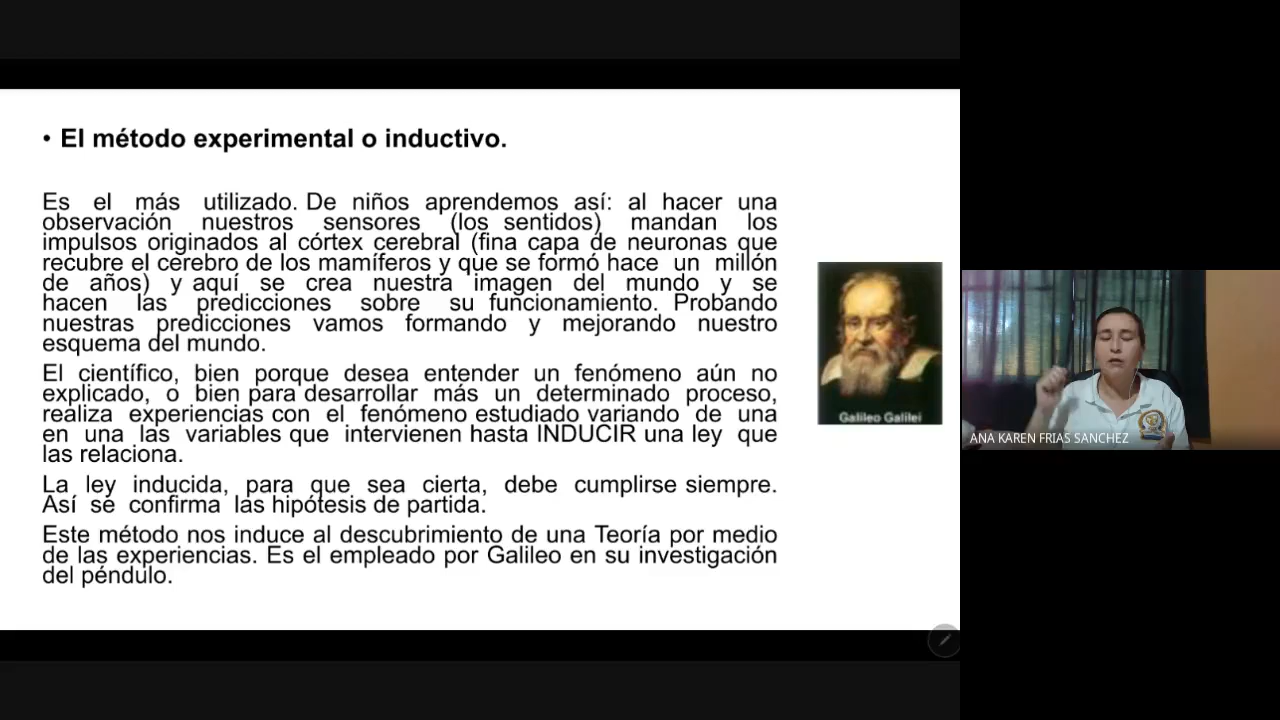 • El método experimental o inductivo.
Es el más utilizado. De niños aprendemos así: al hacer una
observación nuestros sensores (los sentidos) mandan los
impulsos originados al córtex cerebral (fina capa de neuronas que
recubre el cerebro de los mamíferos y que se formó hace un millón
de años) y aquí se crea nuestra imagen del mundo y se
hacen las predicciones sobre su funcionamiento. Probando
nuestras predicciones vamos formando y mejorando nuestro
esquema del mundo.
El científico, bien porque desea entender un fenómeno aún no
explicado, o bien para desarrollar más un determinado proceso,
realiza experiencias con el fenómeno estudiado variando de una
en una las variables que intervienen hasta INDUCIR una ley que
las relaciona.
La ley inducida, para que sea cierta, debe cumplirse siempre.
Así se confirma las hipótesis de partida.
Este método nos induce al descubrimiento de una Teoría por medio
de las experiencias. Es el empleado por Galileo en su investigación
del péndulo.
Galileo Galilei
ANA KAREN FRIAS SANCHEZ